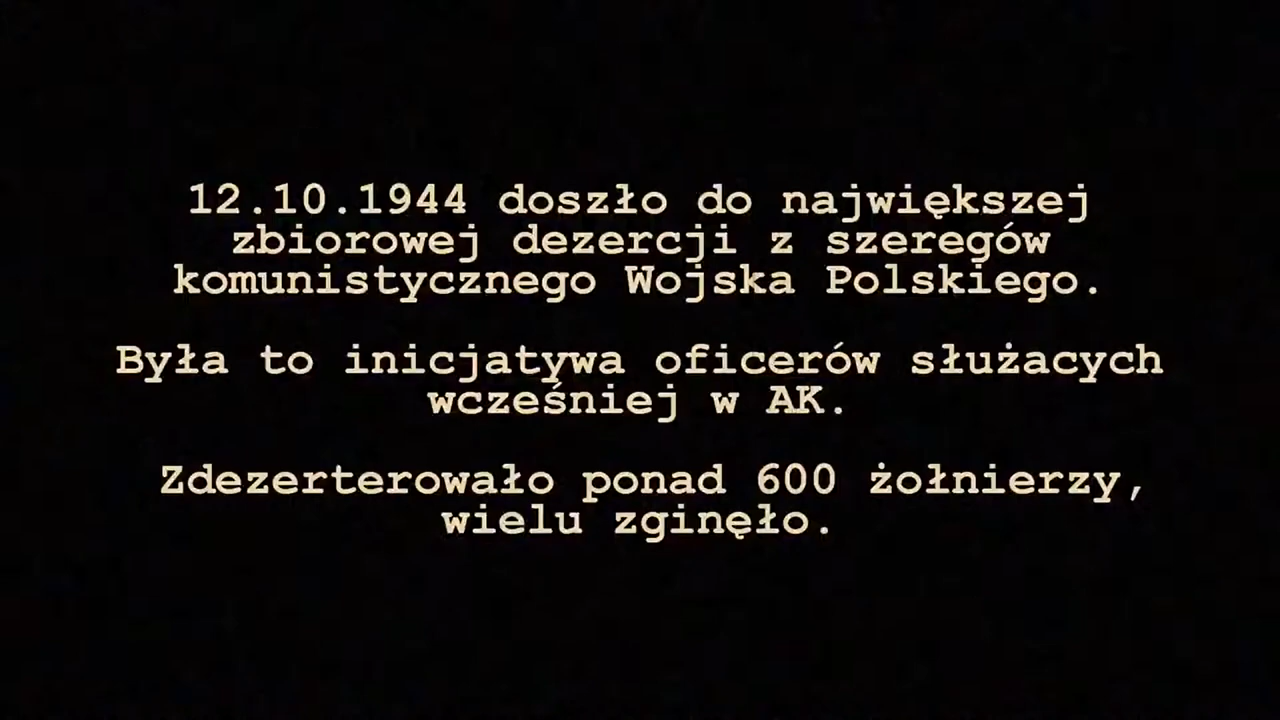 12.10.1944 doszło do największej
zbiorowej dezercji z szeregów
komunistycznego Wojska Polskiego.
Była to inicjatywa oficerów służacych
wcześniej w AK.
Zdezerterowało ponad 600 żołnierzy,
wielu zginęło.